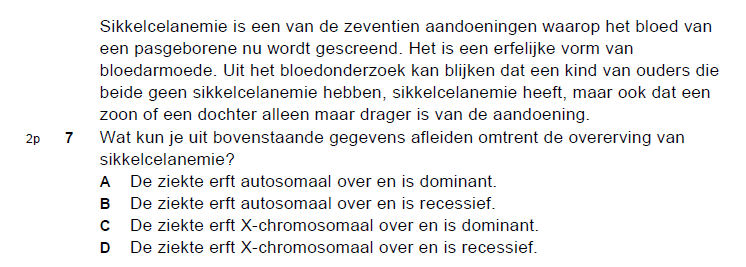 Sikkelcelanemie is een van de zeventien aandoeningen waarop het bloed van
een pasgeborene nu wordt gescreend. Het is een erfelijke vorm van
bloedarmoede. Uit het bloedonderzoek kan blijken dat een kind van ouders die
beide geen sikkelcelanemie hebben, sikkelcelanemie heeft, maar ook dat een
zoon of een dochter alleen maar drager is van de aandoening.
2p 7 Wat kun je uit bovenstaande gegevens afleiden omtrent de overerving van
sikkelcelanemie?
A De ziekte erft autosomaal over en is dominant.
B De ziekte erft autosomaal over en is recessief.
C De ziekte erft X-chromosomaal over en is dominant.
D De ziekte erft X-chromosomaal over en is recessief.